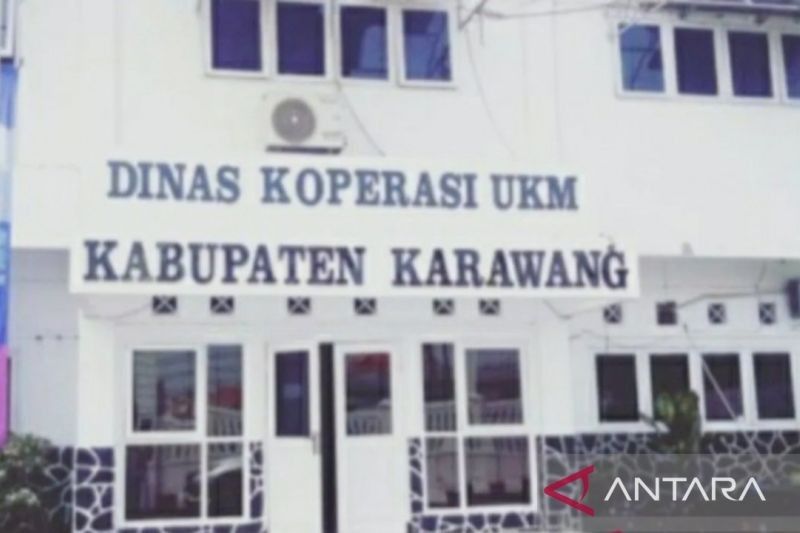 DINAS KOPERASI UKM
KABUPATEN KARAWANG
ANTARA